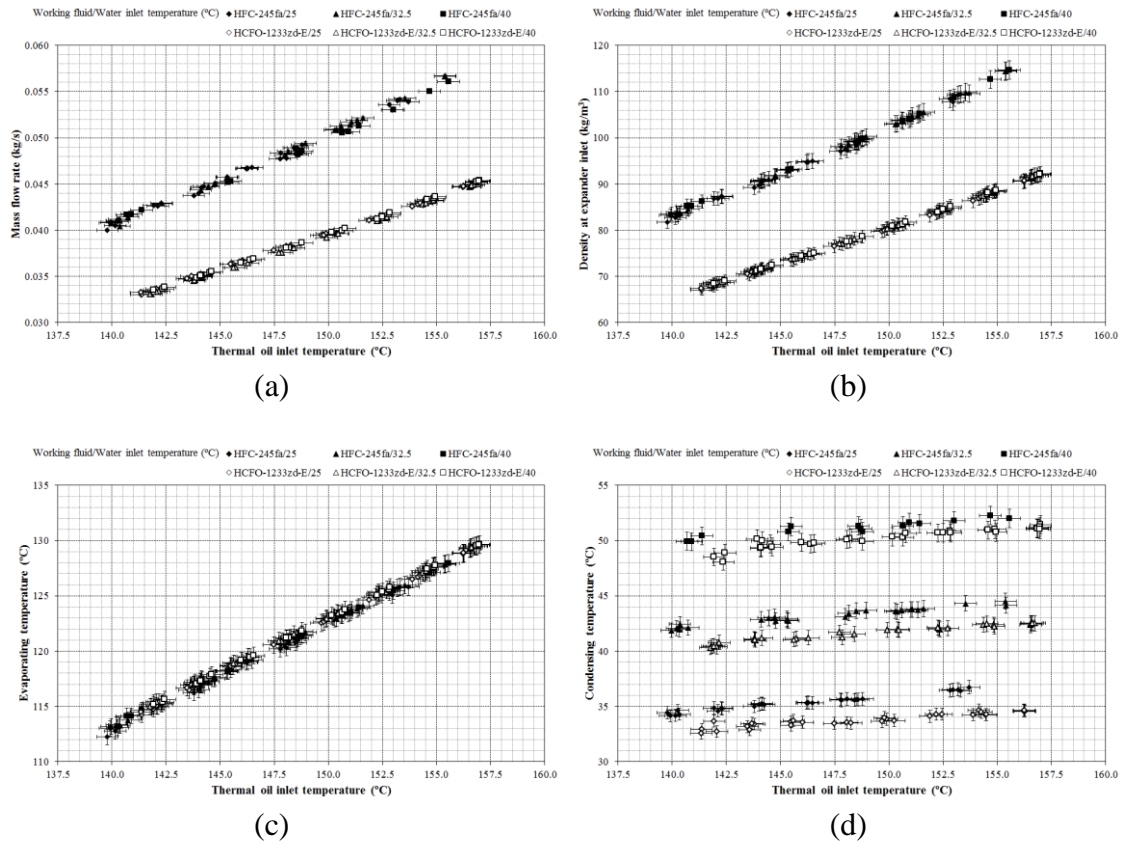 Working fluid/Water inlet temperature (ºC) ◆HFC-245fa/25 ▲HFC-245fa/32.5 ■HFC-245fa/40
◇HCFO-1233zd-E/25 △HCFO-1233zd-E/32.5 □HCFO-1233zd-E/40
0.060
0.055
0.050
0.045
0.040
0.035
0.030
Mass flow rate (kg/s)
137.5 140.0 142.5 145.0 147.5 150.0 152.5 155.0 157.5 160.0
Thermal oil inlet temperature (ºC)
(a)
Working fluid/Water inlet temperature (ºC) ◆HFC-245fa/25 ▲HFC-245fa/32.5 ■HFC-245fa/40
◇HCFO-1233zd-E/25 △HCFO-1233zd-E/32.5 □HCFO-1233zd-E/40
120
110
100
90
80
70
60
Density at expander inlet (kg/m³)
137.5 140.0 142.5 145.0 147.5 150.0 152.5 155.0 157.5 160.0
Thermal oil inlet temperature (ºC)
(b)
Working fluid/Water inlet temperature (ºC) ◆HFC-245fa/25 ▲HFC-245fa/32.5 ■HFC-245fa/40
◇HCFO-1233zd-E/25 △HCFO-1233zd-E/32.5 □HCFO-1233zd-E/40
135
130
125
120
115
110
Evaporating temperature (ºC)
137.5 140.0 142.5 145.0 147.5 150.0 152.5 155.0 157.5 160.0
Thermal oil inlet temperature (ºC)
(c)
Working fluid/Water inlet temperature (ºC) ◆HFC-245fa/25 ▲HFC-245fa/32.5 ■HFC-245fa/40
◇HCFO-1233zd-E/25 △HCFO-1233zd-E/32.5 □HCFO-1233zd-E/40
55
50
45
40
35
30
Condensing temperature (ºC)
137.5 140.0 142.5 145.0 147.5 150.0 152.5 155.0 157.5 160.0
Thermal oil inlet temperature (ºC)
(d)